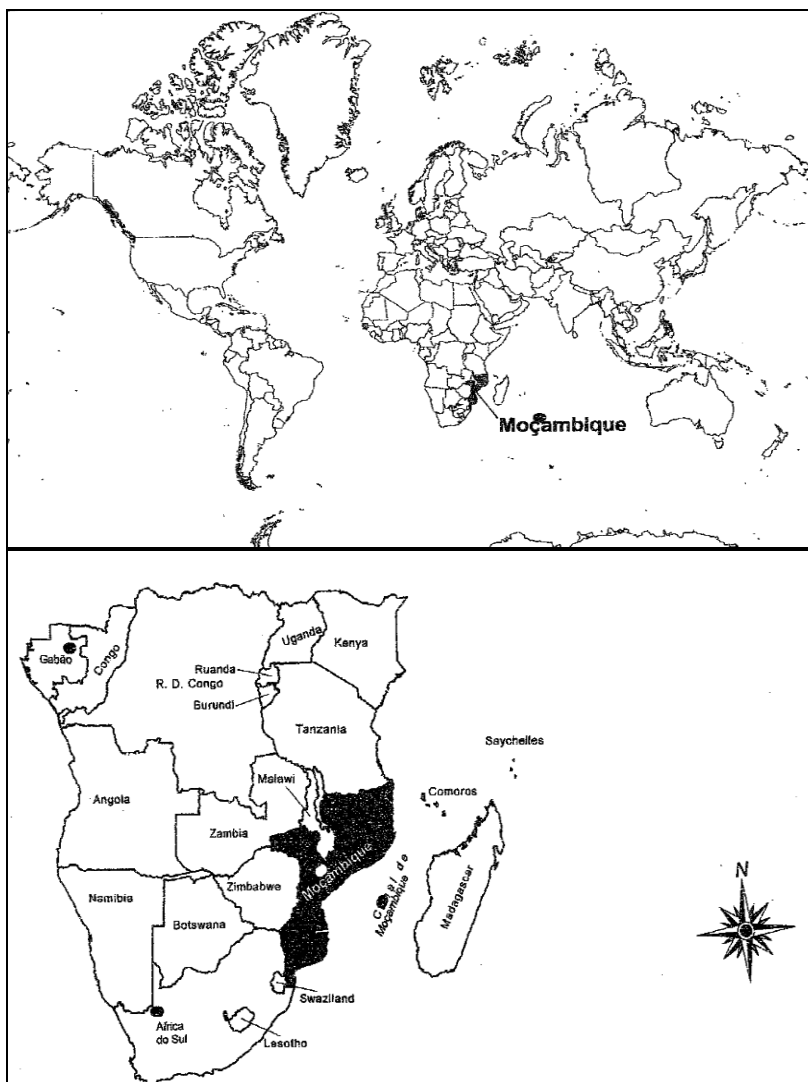 Moçambique
Uganda
Kenya
Gabão
Congo
Ruanda
R. D. Congo
Burundi
Tanzania
Seychelles
Malawi
Comoros
Angola
Zambia
Moçambique
Canal de
Moçambique
Madagascar
Zimbabwe
Namibia
Botswana
N
Swaziland
Africa
do Sul
Lesotho